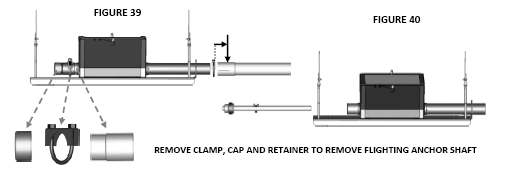 FIGURE 39
FIGURE 40
REMOVE CLAMP, CAP AND RETAINER TO REMOVE FLIGHTING ANCHOR SHAFT